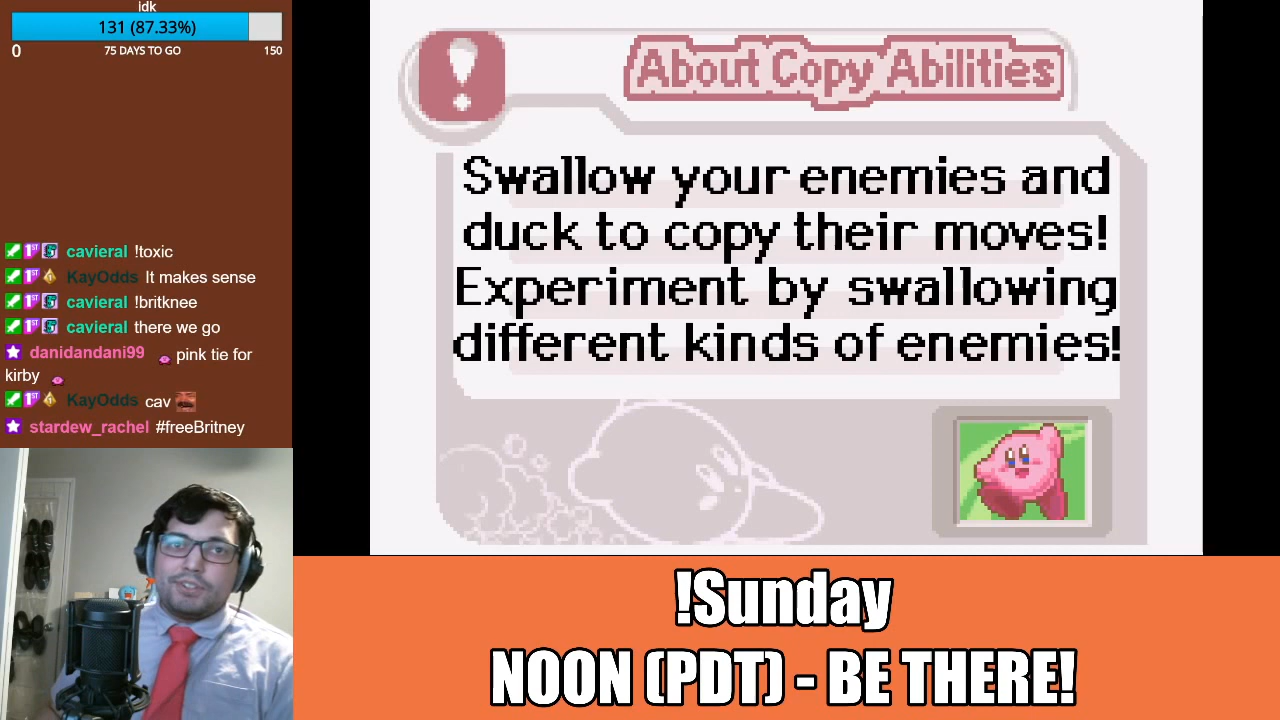 idk
131 (87.33%)
0 75 DAYS TO GO 150
cavieral !toxic
KayOdds It makes sense
cavieral !britknee
cavieral there we go
danidandani99 pink tie for
kirby
KayOdds cav
stardew_rachel #freeBritney
About Copy Abilities
Swallow your enemies and
duck to copy their moves!
Experiment by swallowing
different kinds of enemies!
!Sunday
NOON (PDT) - BE THERE!